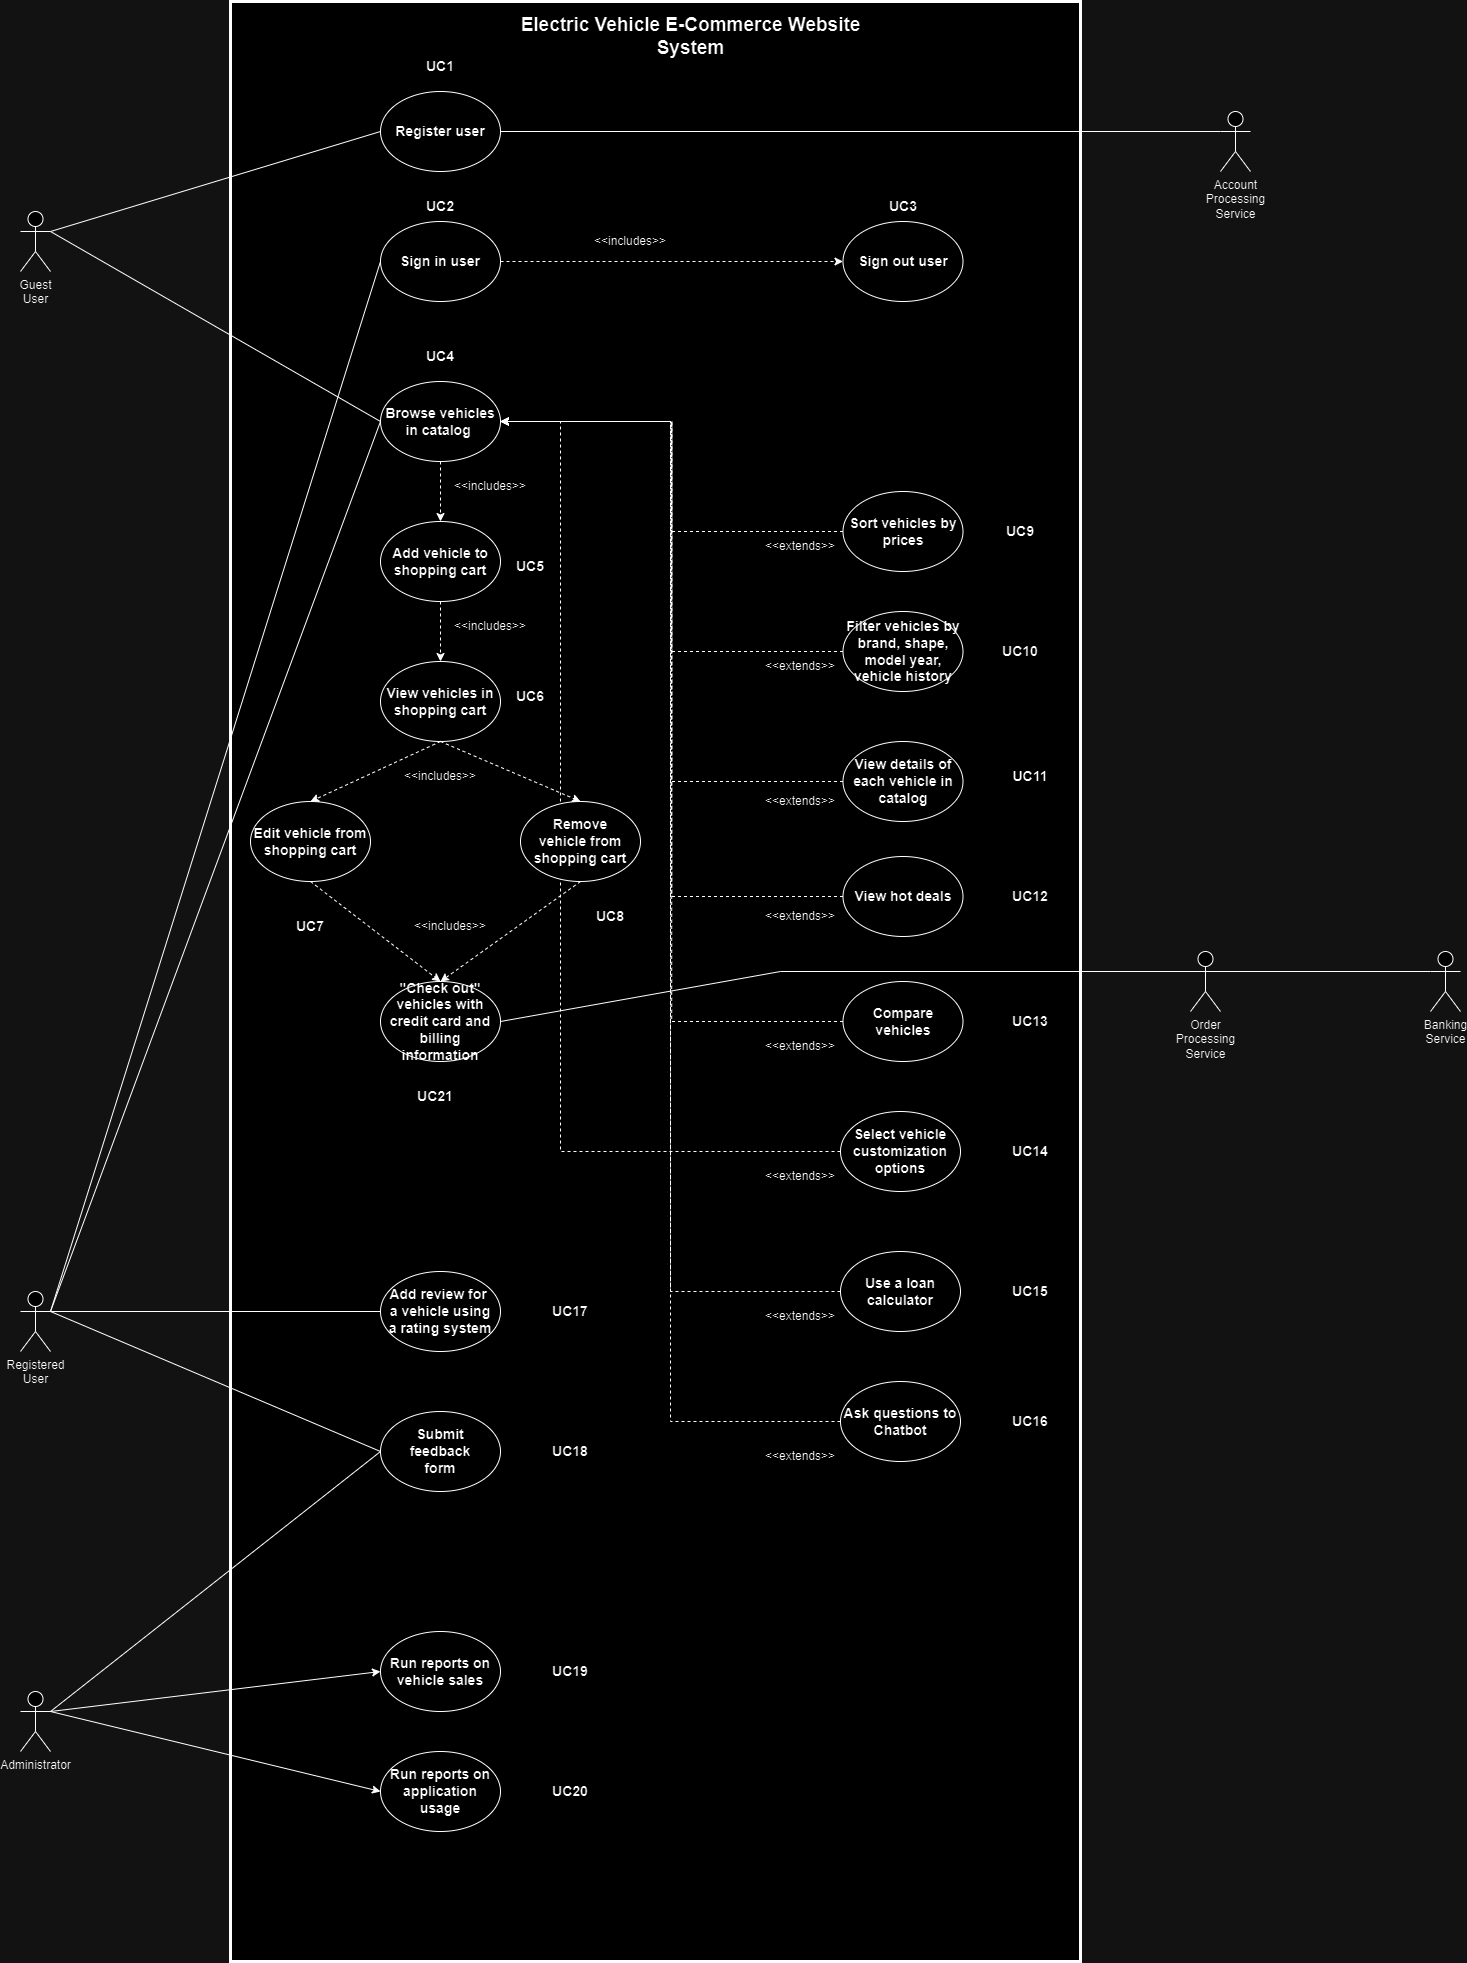 Electric Vehicle E-Commerce Website
System
UC1
Register user
Account
Processing
Service
UC2
UC3
Sign in user
<<includes>>
Sign out user
Guest
User
UC4
Browse vehicles
in catalog
<<includes>>
Add vehicle to
shopping cart
UC5
<<includes>>
View vehicles in
shopping cart
UC6
<<includes>>
Edit vehicle from
shopping cart
UC7
Remove
vehicle from
shopping cart
UC8
<<includes>>
"Check out"
vehicles with
credit card and
billing
information
UC21
Sort vehicles by
prices
UC9
<<extends>>
Filter vehicles by
brand, shape,
model year,
vehicle history
UC10
<<extends>>
View details of
each vehicle in
catalog
UC11
<<extends>>
View hot deals
UC12
<<extends>>
Compare
vehicles
UC13
<<extends>>
Order
Processing
Service
Banking
Service
Select vehicle
customization
options
UC14
<<extends>>
Use a loan
calculator
UC15
<<extends>>
Ask questions to
Chatbot
UC16
<<extends>>
Registered
User
Add review for
a vehicle using
a rating system
UC17
Submit
feedback
form
UC18
Administrator
Run reports on
vehicle sales
UC19
Run reports on
application
usage
UC20